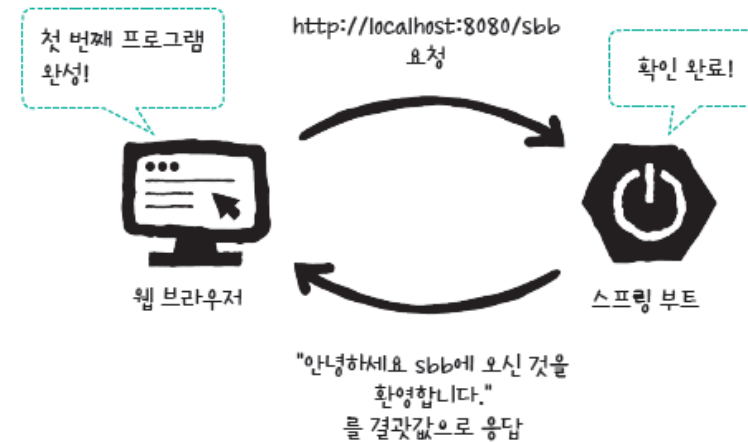 첫 번째 프로그램
완성!
http://localhost:8080/sbb
요청
확인 완료!
웹 브라우저
스프링 부트
"안녕하세요 sbb에 오신 것을
환영합니다."
를 결괏값으로 응답